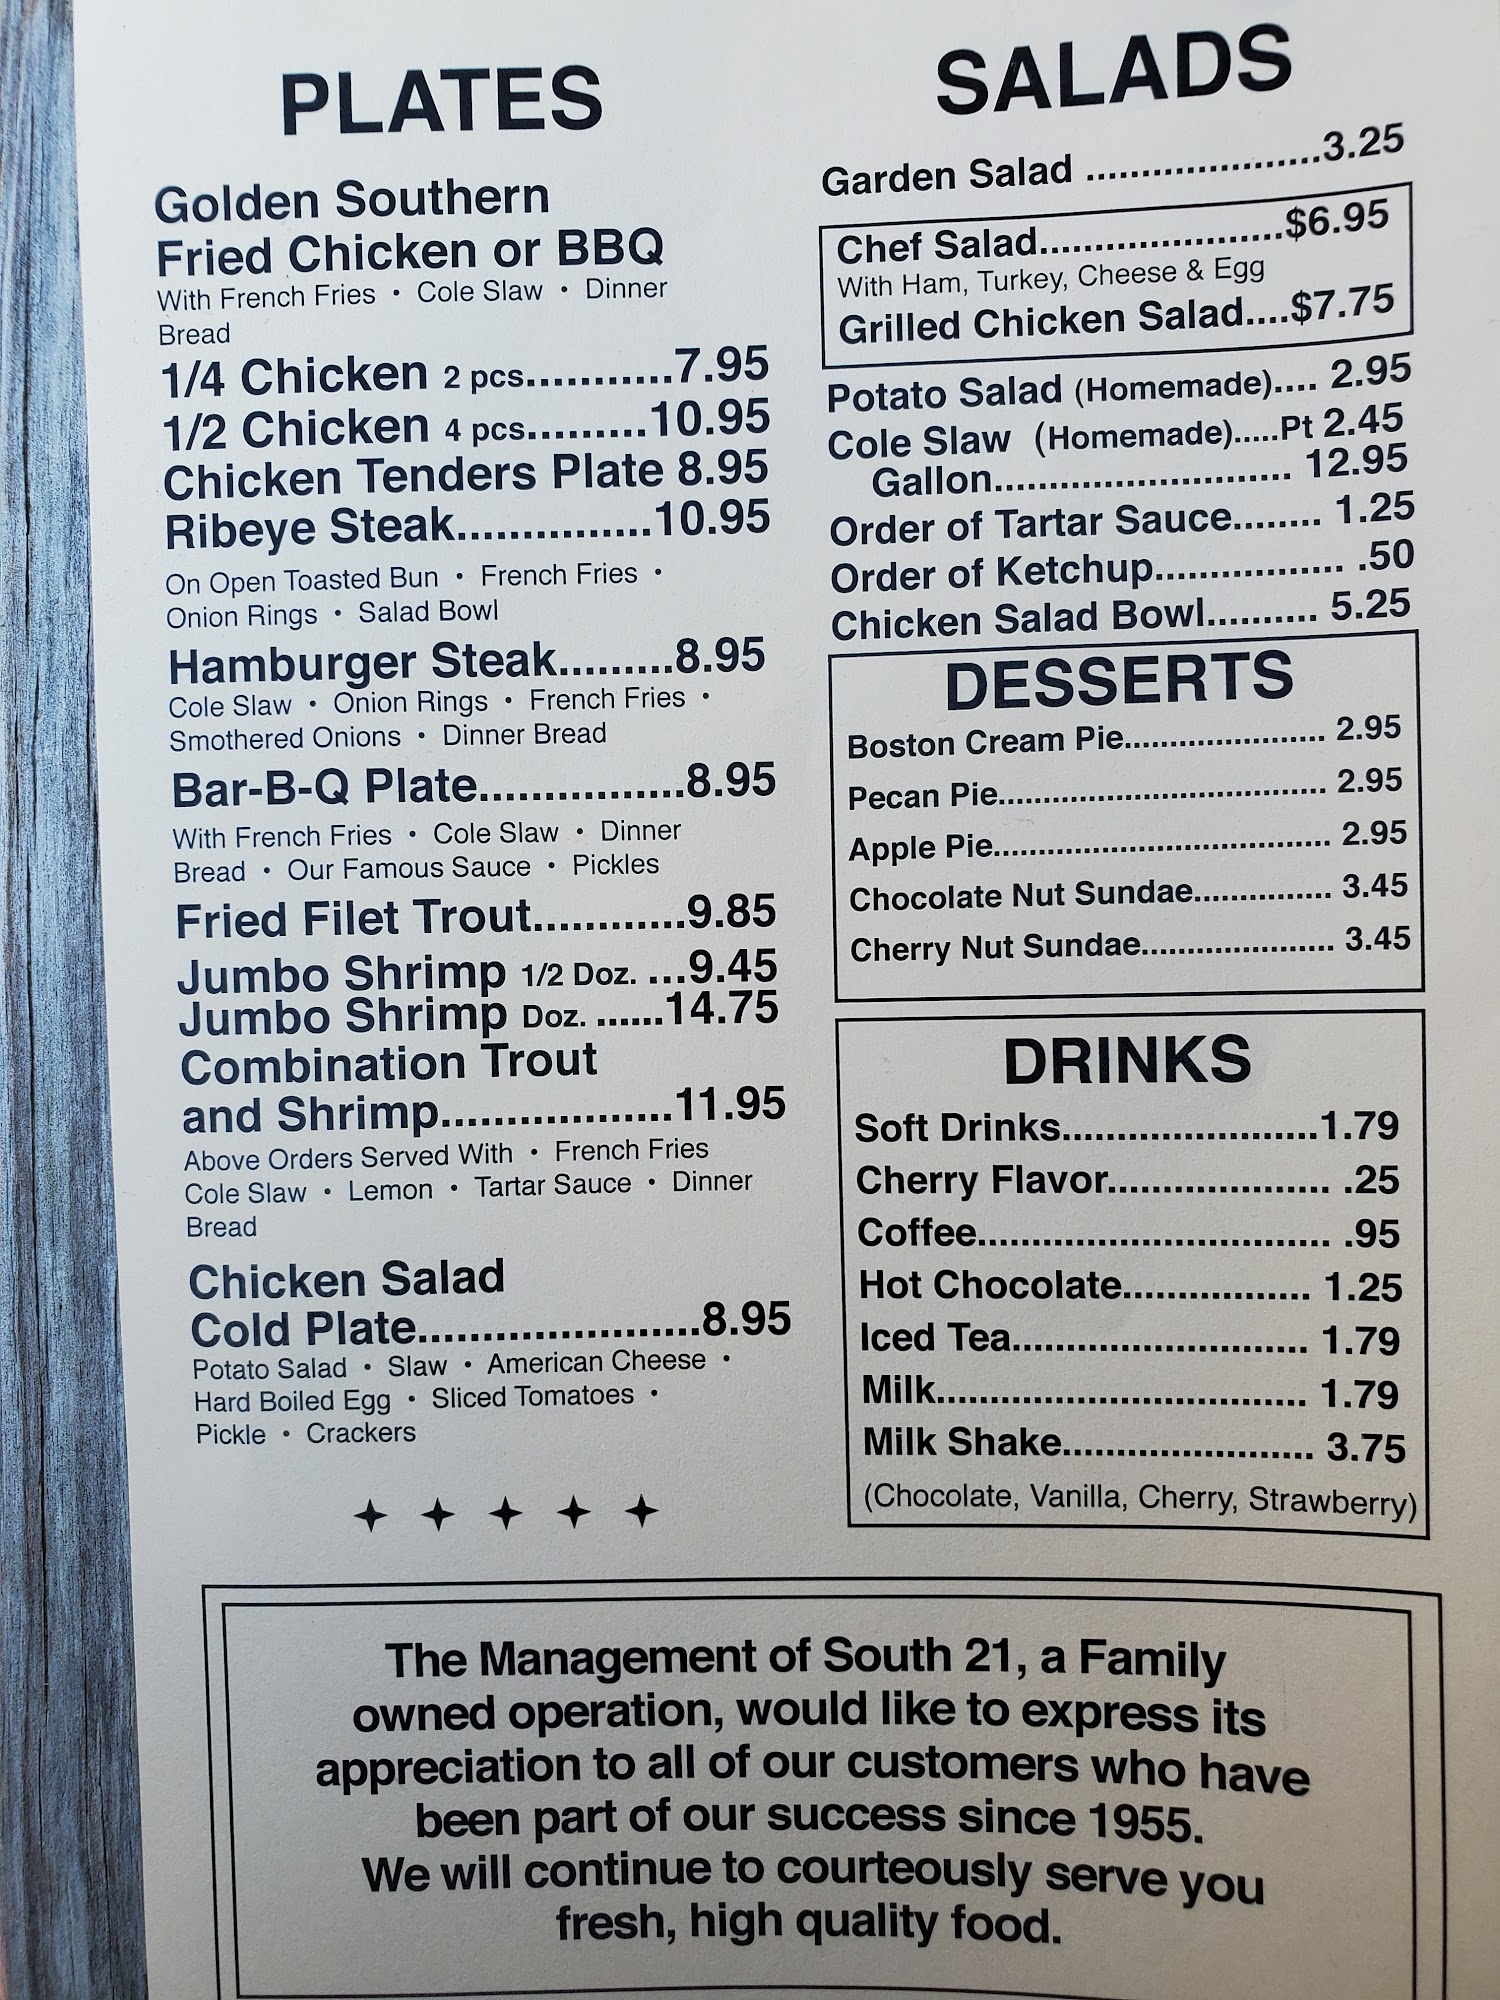 PLATES
Golden Southern
Fried Chicken or BBQ
With French Fries • Cole Slaw • Dinner
Bread
1/4 Chicken 2 pcs...........7.95
1/2 Chicken 4 pcs.........10.95
Chicken Tenders Plate 8.95
Ribeye Steak...............10.95
On Open Toasted Bun • French Fries •
Onion Rings • Salad Bowl
Hamburger Steak.........8.95
Cole Slaw • Onion Rings • French Fries •
Smothered Onions • Dinner Bread
Bar-B-Q Plate................8.95
With French Fries • Cole Slaw • Dinner
Bread • Our Famous Sauce • Pickles
Fried Filet Trout............9.85
Jumbo Shrimp 1/2 Doz. ...9.45
Jumbo Shrimp Doz. ......14.75
Combination Trout
and Shrimp..................11.95
Above Orders Served With • French Fries
Cole Slaw • Lemon • Tartar Sauce • Dinner
Bread
Chicken Salad
Cold Plate......................8.95
Potato Salad • Slaw • American Cheese •
Hard Boiled Egg • Sliced Tomatoes •
Pickle • Crackers
SALADS
Garden Salad .....................3.25
Chef Salad......................$6.95
With Ham, Turkey, Cheese & Egg
Grilled Chicken Salad....$7.75
Potato Salad (Homemade).... 2.95
Cole Slaw (Homemade).....Pt 2.45
Gallon........................... 12.95
Order of Tartar Sauce........ 1.25
Order of Ketchup................. .50
Chicken Salad Bowl.......... 5.25
DESSERTS
Boston Cream Pie...................... 2.95
Pecan Pie.................................... 2.95
Apple Pie..................................... 2.95
Chocolate Nut Sundae............... 3.45
Cherry Nut Sundae..................... 3.45
DRINKS
Soft Drinks.......................1.79
Cherry Flavor.................... .25
Coffee................................ .95
Hot Chocolate................. 1.25
Iced Tea........................... 1.79
Milk.................................. 1.79
Milk Shake....................... 3.75
(Chocolate, Vanilla, Cherry, Strawberry)
The Management of South 21, a Family
owned operation, would like to express its
appreciation to all of our customers who have
been part of our success since 1955.
We will continue to courteously serve you
fresh, high quality food.